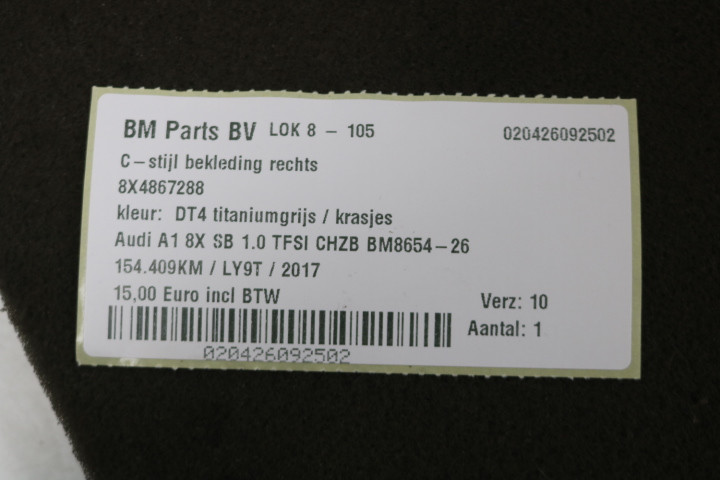 BM Parts BV LOK 8 - 105 020426092502
C-stijl bekleding rechts
8X4867288
kleur: DT4 titaniumgrijs / krasjes
Audi A1 8X SB 1.0 TFSI CHZB BM8654-26
154.409KM / LY9T / 2017
15,00 Euro incl BTW Verz: 10
Aantal: 1
020426092502